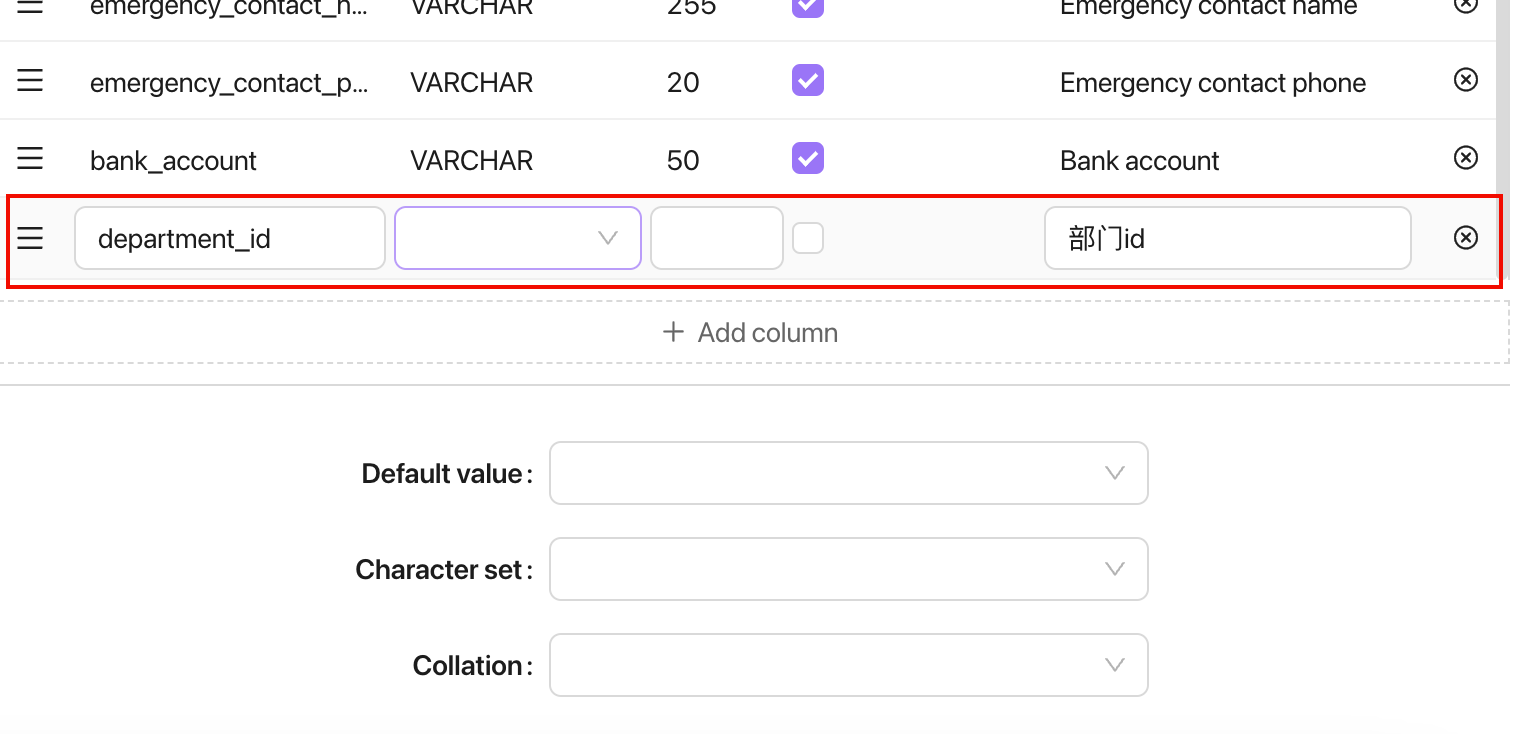 emergency_contact_n... VARCHAR 255 Emergency contact name
emergency_contact_p... VARCHAR 20 Emergency contact phone
bank_account VARCHAR 50 Bank account
department_id 部门id
Add column
Default value:
Character set:
Collation: